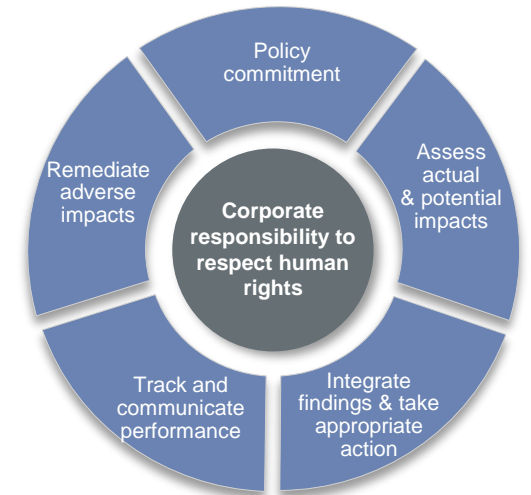 Policy
commitment
Assess
actual
& potential
impacts
Integrate
findings & take
appropriate
action
Track and
communicate
performance
Remediate
adverse
impacts
Corporate
responsibility to
respect human
rights